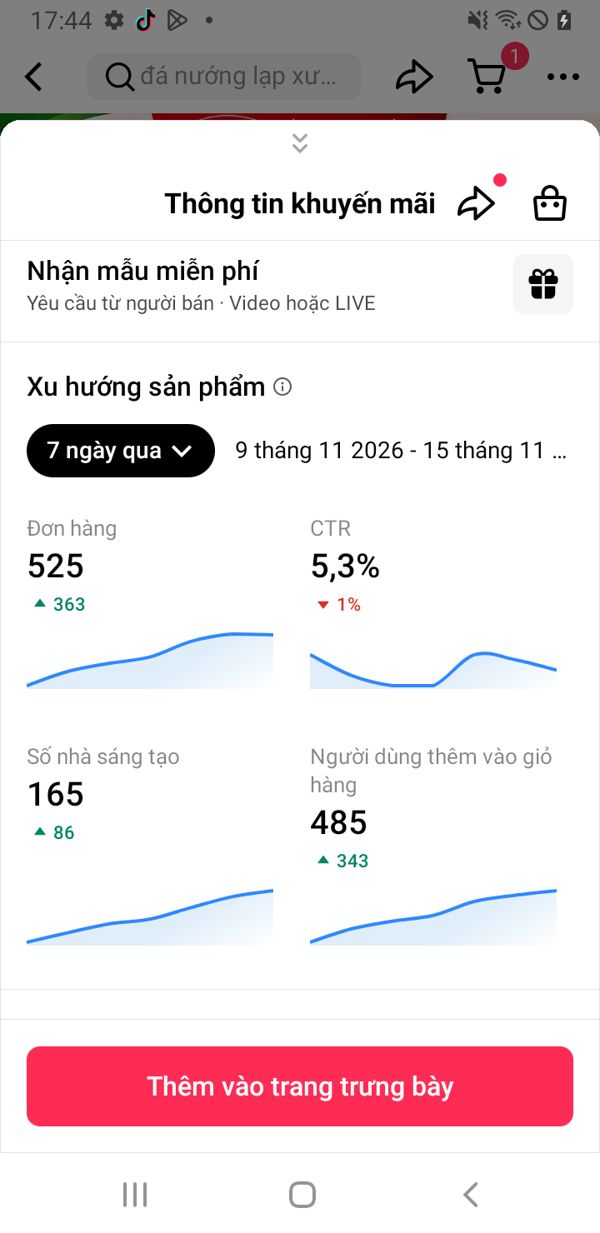 17:44
đá nướng lạp xư...
1
Thông tin khuyến mãi
Nhận mẫu miễn phí
Yêu cầu từ người bán · Video hoặc LIVE
Xu hướng sản phẩm
7 ngày qua
9 tháng 11 2026 - 15 tháng 11 ...
Đơn hàng
525
363
CTR
5,3%
1%
Số nhà sáng tạo
165
86
Người dùng thêm vào giỏ
hàng
485
343
Thêm vào trang trưng bày